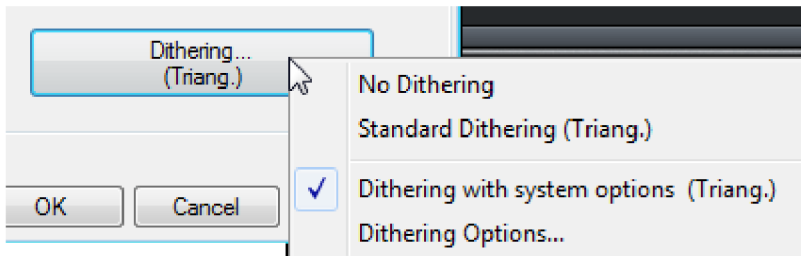 Dithering...
(Triang.)
No Dithering
Standard Dithering (Triang.)
Dithering with system options (Triang.)
Dithering Options...
OK
Cancel